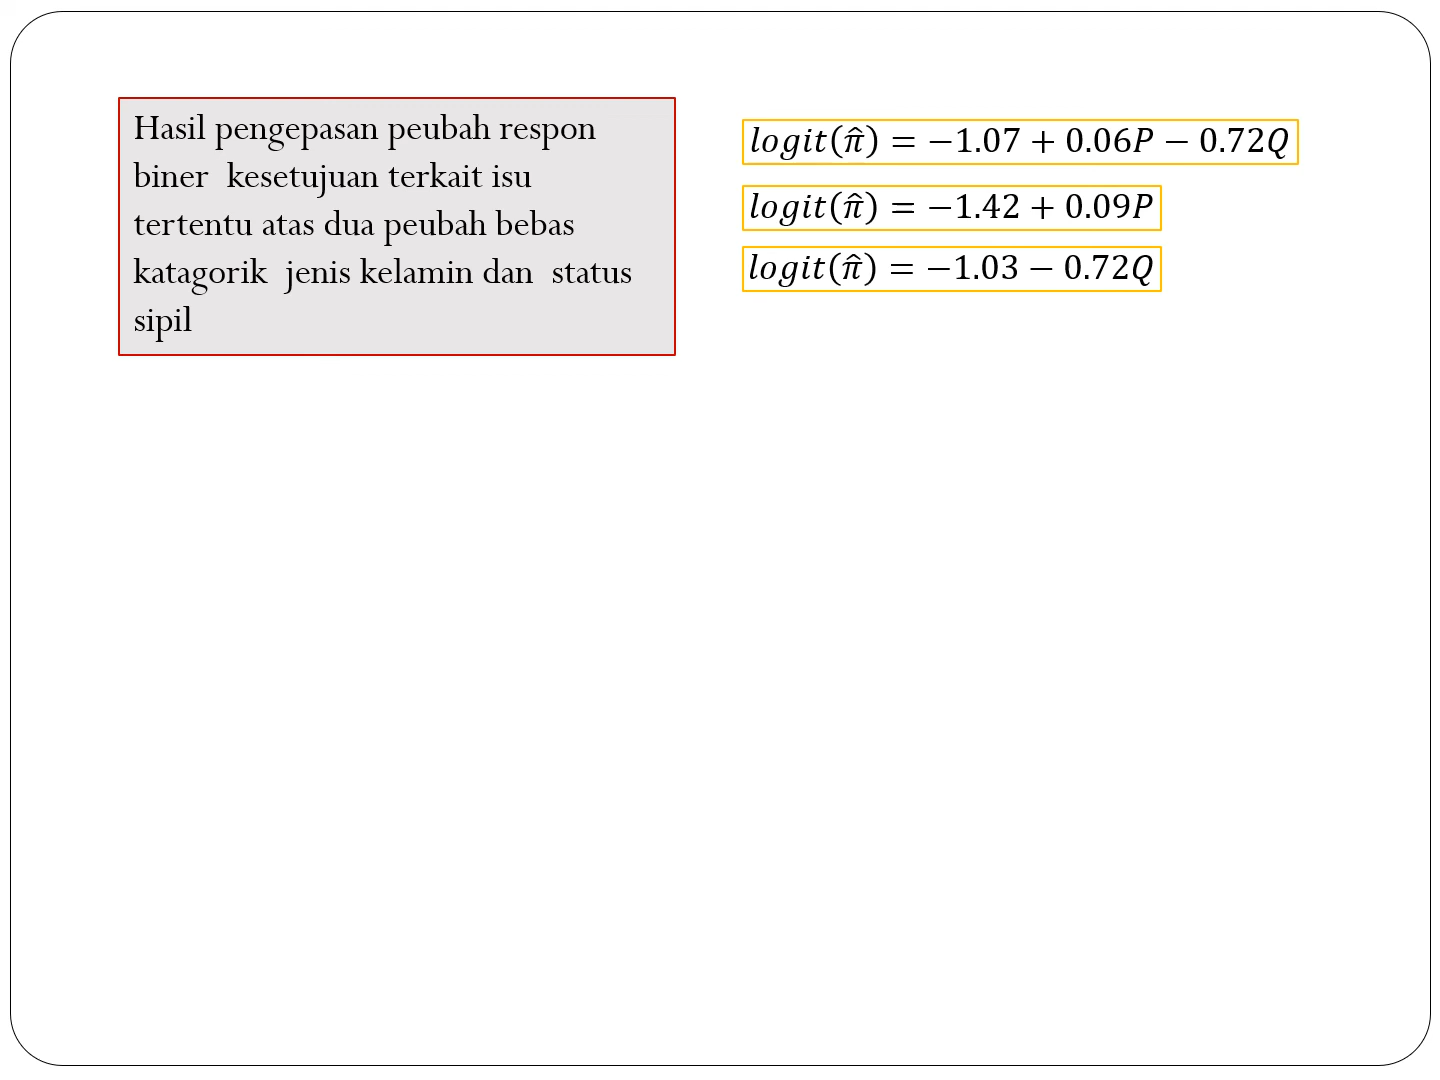 Hasil pengepasan peubah respon
biner kesetujuan terkait isu
tertentu atas dua peubah bebas
katagorik jenis kelamin dan status
sipil
logit(π̂) = −1.07 + 0.06P − 0.72Q
logit(π̂) = −1.42 + 0.09P
logit(π̂) = −1.03 − 0.72Q